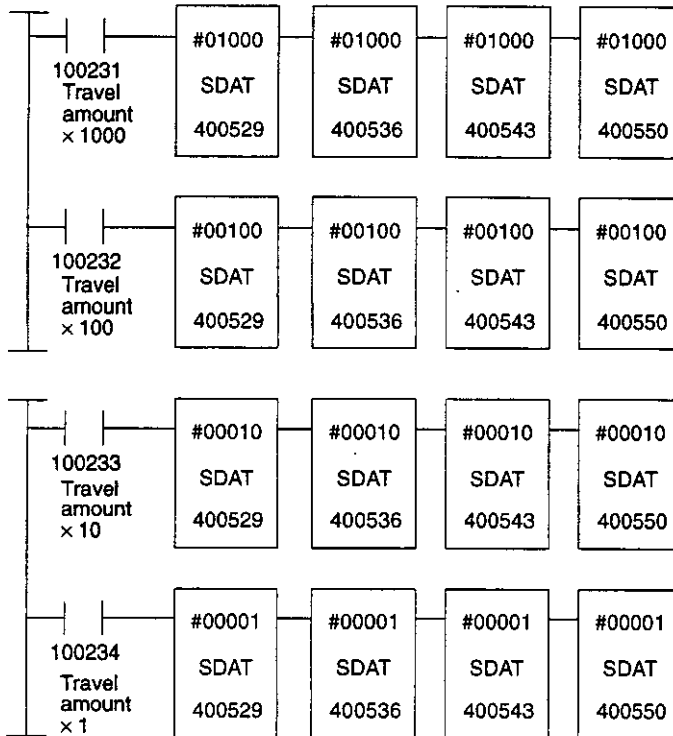 #01000 #01000 #01000 #01000
100231 SDAT SDAT SDAT SDAT
Travel
amount
× 1000 400529 400536 400543 400550
#00100 #00100 #00100 #00100
100232 SDAT SDAT SDAT SDAT
Travel
amount
× 100 400529 400536 400543 400550
#00010 #00010 #00010 #00010
100233 SDAT SDAT SDAT SDAT
Travel
amount
× 10 400529 400536 400543 400550
#00001 #00001 #00001 #00001
100234 SDAT SDAT SDAT SDAT
Travel
amount
× 1 400529 400536 400543 400550